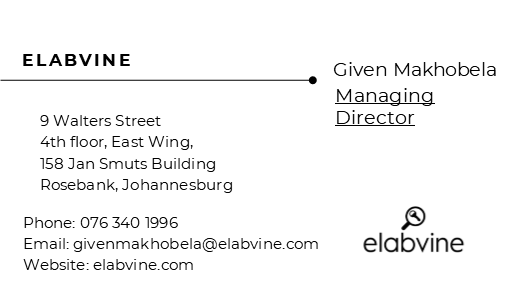 ELABVINE
Given Makhobela
Managing
Director
9 Walters Street
4th floor, East Wing,
158 Jan Smuts Building
Rosebank, Johannesburg
Phone: 076 340 1996
Email: givenmakhobela@elabvine.com
Website: elabvine.com
elabvine